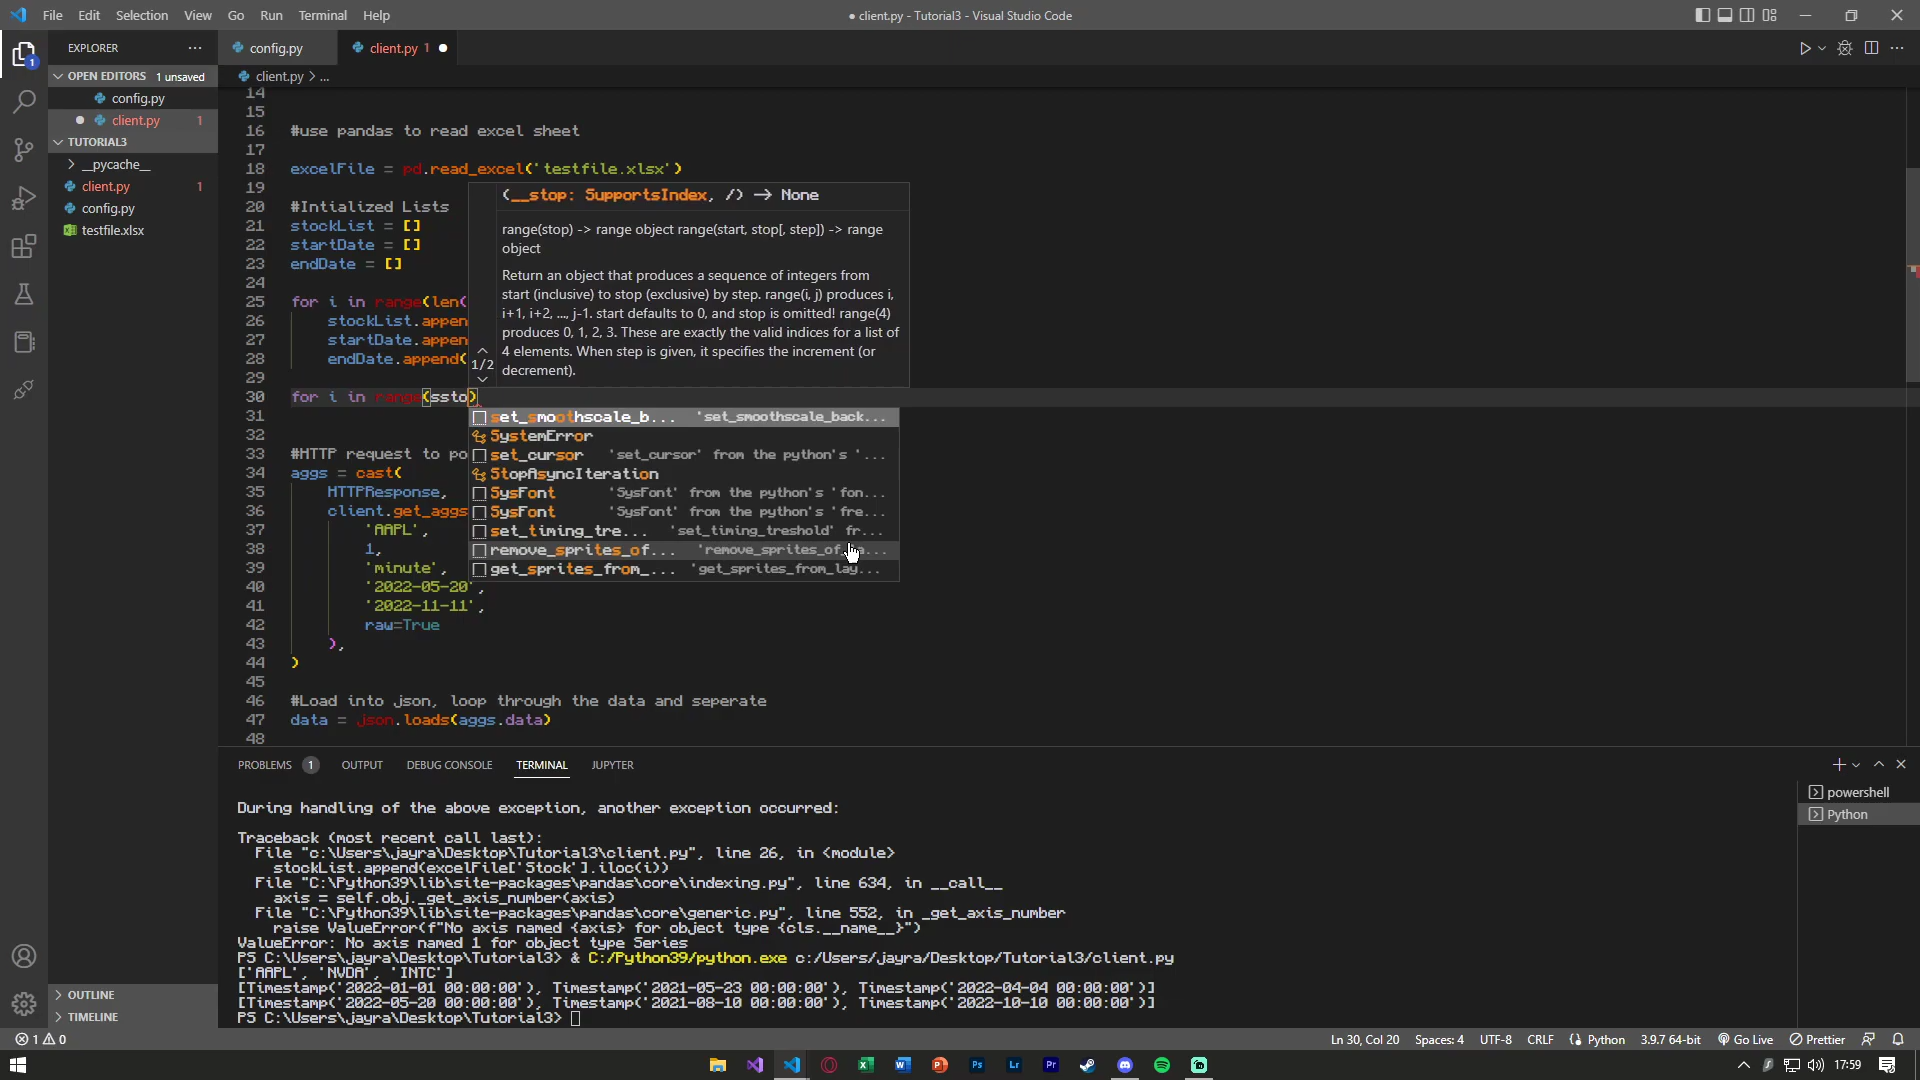 File Edit Selection View Go Run Terminal Help
● client.py - Tutorial3 - Visual Studio Code
EXPLORER
config.py
client.py 1
OPEN EDITORS 1 unsaved
config.py
client.py 1
TUTORIAL3
__pycache__
client.py 1
config.py
testfile.xlsx
OUTLINE
TIMELINE
client.py > ...
14
15
16 #use pandas to read excel sheet
17
18 excelFile = pd.read_excel('testfile.xlsx')
19
20 #Intialized Lists
21 stockList = []
22 startDate = []
23 endDate = []
24
25 for i in range(len(
26 stockList.appen
27 startDate.appen
28 endDate.append(
29
30 for i in range(ssto)
31
32
33 #HTTP request to po
34 aggs = cast(
35 HTTPResponse,
36 client.get_aggs
37 'AAPL',
38 1,
39 'minute',
40 '2022-05-20',
41 '2022-11-11',
42 raw=True
43 ),
44 )
45
46 #Load into json, loop through the data and seperate
47 data = json.loads(aggs.data)
48
(__stop: SupportsIndex, /) -> None
range(stop) -> range object range(start, stop[, step]) -> range
object
Return an object that produces a sequence of integers from
start (inclusive) to stop (exclusive) by step. range(i, j) produces i,
i+1, i+2, ..., j-1. start defaults to 0, and stop is omitted! range(4)
produces 0, 1, 2, 3. These are exactly the valid indices for a list of
4 elements. When step is given, it specifies the increment (or
decrement).
1/2
set_smoothscale_b... 'set_smoothscale_back...
SystemError
set_cursor 'set_cursor' from the python's '...
StopAsyncIteration
SysFont 'SysFont' from the python's 'fon...
SysFont 'SysFont' from the python's 'fre...
set_timing_tre... 'set_timing_treshold' fr...
remove_sprites_of... 'remove_sprites_of_
get_sprites_from_... 'get_sprites_from_lay...
PROBLEMS 1 OUTPUT DEBUG CONSOLE TERMINAL JUPYTER
powershell
Python
During handling of the above exception, another exception occurred:
Traceback (most recent call last):
File "c:\Users\jayra\Desktop\Tutorial3\client.py", line 26, in <module>
stockList.append(excelFile['Stock'].iloc(i))
File "C:\Python39\lib\site-packages\pandas\core\indexing.py", line 634, in __call__
axis = self.obj._get_axis_number(axis)
File "C:\Python39\lib\site-packages\pandas\core\generic.py", line 552, in _get_axis_number
raise ValueError(f"No axis named {axis} for object type {cls.__name__}")
ValueError: No axis named 1 for object type Series
PS C:\Users\jayra\Desktop\Tutorial3> & C:/Python39/python.exe c:/Users/jayra/Desktop/Tutorial3/client.py
['AAPL', 'NVDA', 'INTC']
[Timestamp('2022-01-01 00:00:00'), Timestamp('2021-05-23 00:00:00'), Timestamp('2022-04-04 00:00:00')]
[Timestamp('2022-05-20 00:00:00'), Timestamp('2021-08-10 00:00:00'), Timestamp('2022-10-10 00:00:00')]
PS C:\Users\jayra\Desktop\Tutorial3>
1 0
Ln 30, Col 20 Spaces: 4 UTF-8 CRLF Python 3.9.7 64-bit Go Live Prettier
17:59